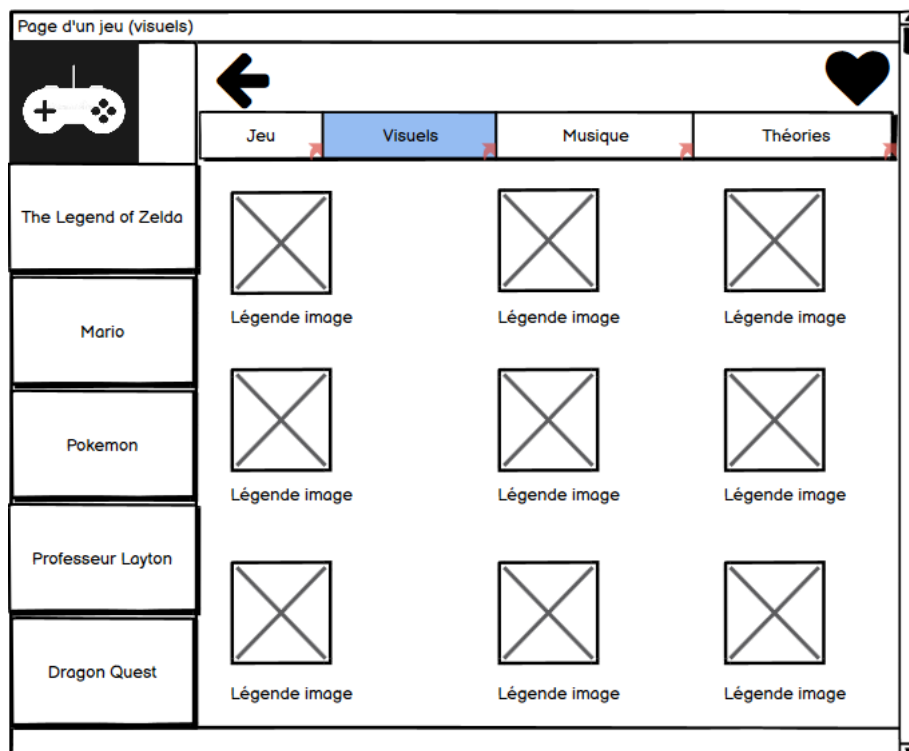 Page d'un jeu (visuels)
Jeu
Visuels
Musique
Théories
The Legend of Zelda
Mario
Pokemon
Professeur Layton
Dragon Quest
Légende image
Légende image
Légende image
Légende image
Légende image
Légende image
Légende image
Légende image
Légende image